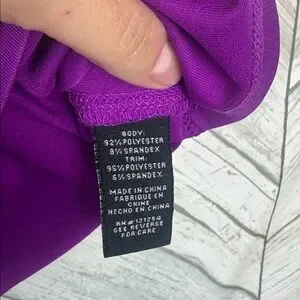 BODY:
92% POLYESTER
8% SPANDEX
TRIM:
95% POLYESTER
5% SPANDEX
MADE IN CHINA
FABRIQUE EN
CHINE
HECHO EN CHINA
RN# 121254
SEE REVERSE
FOR CARE